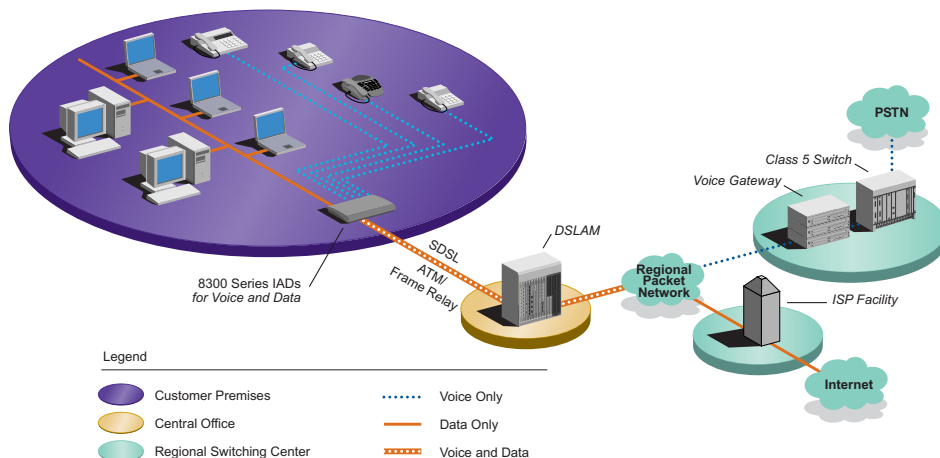 PSTN
Class 5 Switch
Voice Gateway
DSLAM
SDSL
ATM/
Frame Relay
8300 Series IADs
for Voice and Data
Regional
Packet
Network
ISP Facility
Internet
Legend
Customer Premises
Voice Only
Central Office
Data Only
Regional Switching Center
Voice and Data